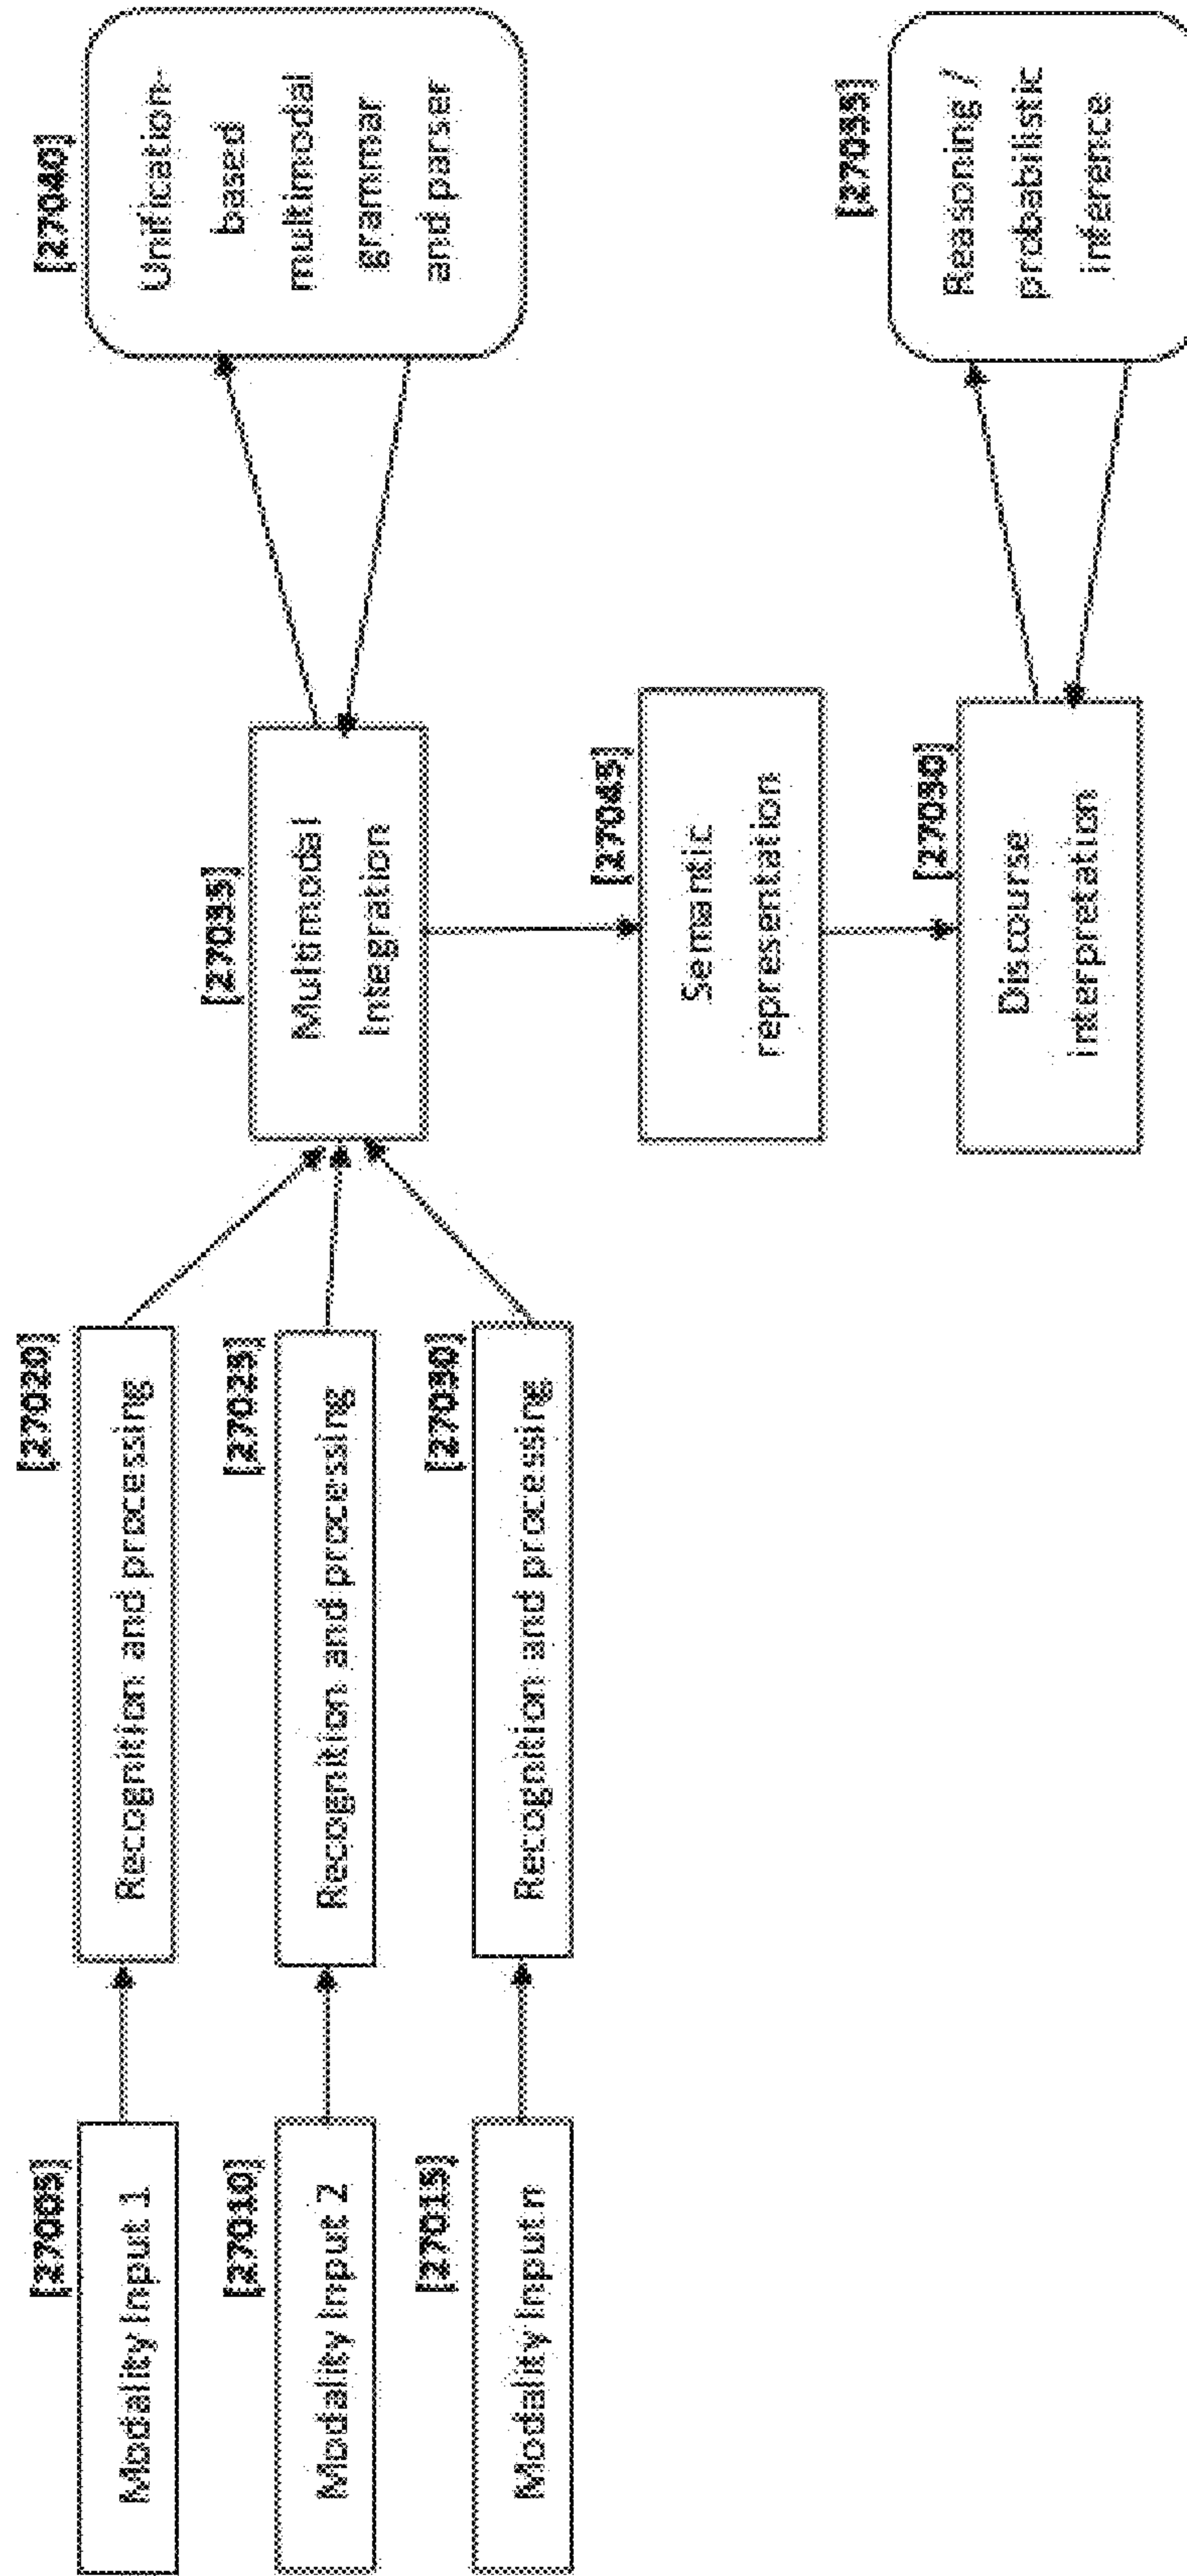 [27005]
Modality Input 1
[27020]
Recognition and processing
[27010]
Modality Input 2
[27025]
Recognition and processing
[27015]
Modality Input n
[27030]
Recognition and processing
[27035]
Multimodal
Integration
[27040]
Unification-
based
multimodal
grammar
and parser
[27045]
Semantic
representation
[27050]
Discourse
interpretation
[27055]
Reasoning /
probabilistic
inference